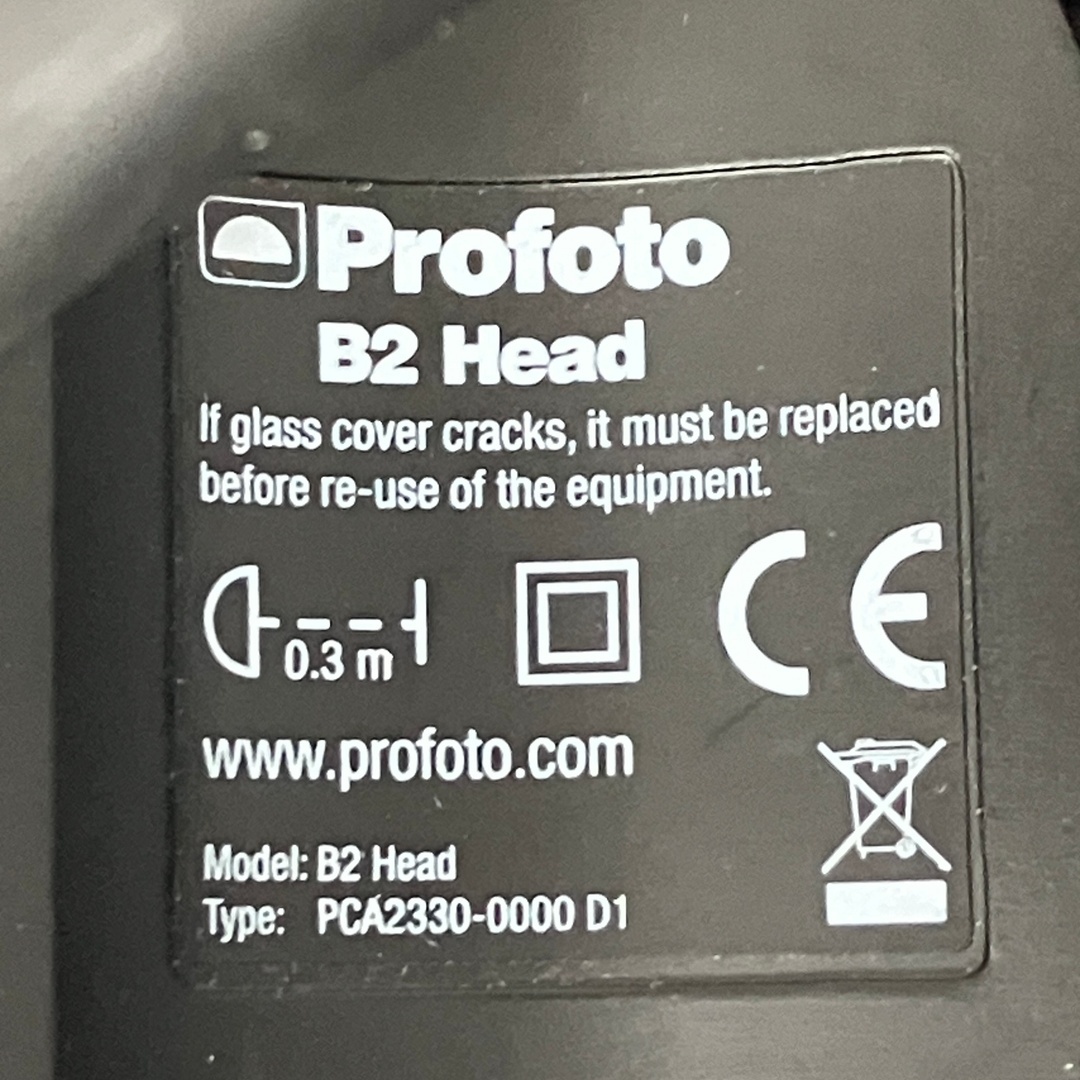 Profoto
B2 Head
If glass cover cracks, it must be replaced
before re-use of the equipment.
0.3 m
CE
www.profoto.com
Model: B2 Head
Type: PCA2330-0000 D1